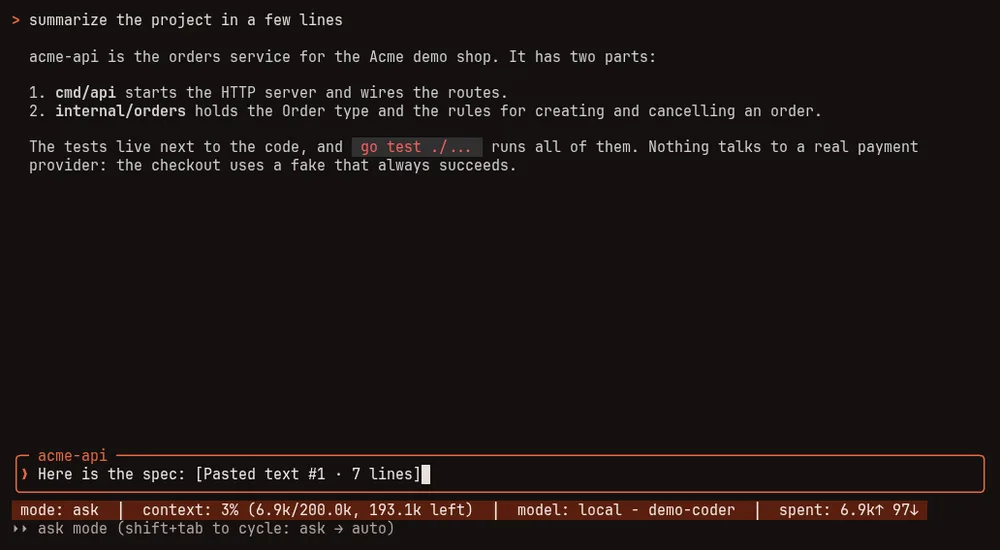 > summarize the project in a few lines
acme-api is the orders service for the Acme demo shop. It has two parts:
1. cmd/api starts the HTTP server and wires the routes.
2. internal/orders holds the Order type and the rules for creating and cancelling an order.
The tests live next to the code, and go test ./... runs all of them. Nothing talks to a real payment
provider: the checkout uses a fake that always succeeds.
acme-api
❯ Here is the spec: [Pasted text #1 · 7 lines]
mode: ask | context: 3% (6.9k/200.0k, 193.1k left) | model: local - demo-coder | spent: 6.9k↑ 97↓
⏵⏵ ask mode (shift+tab to cycle: ask → auto)